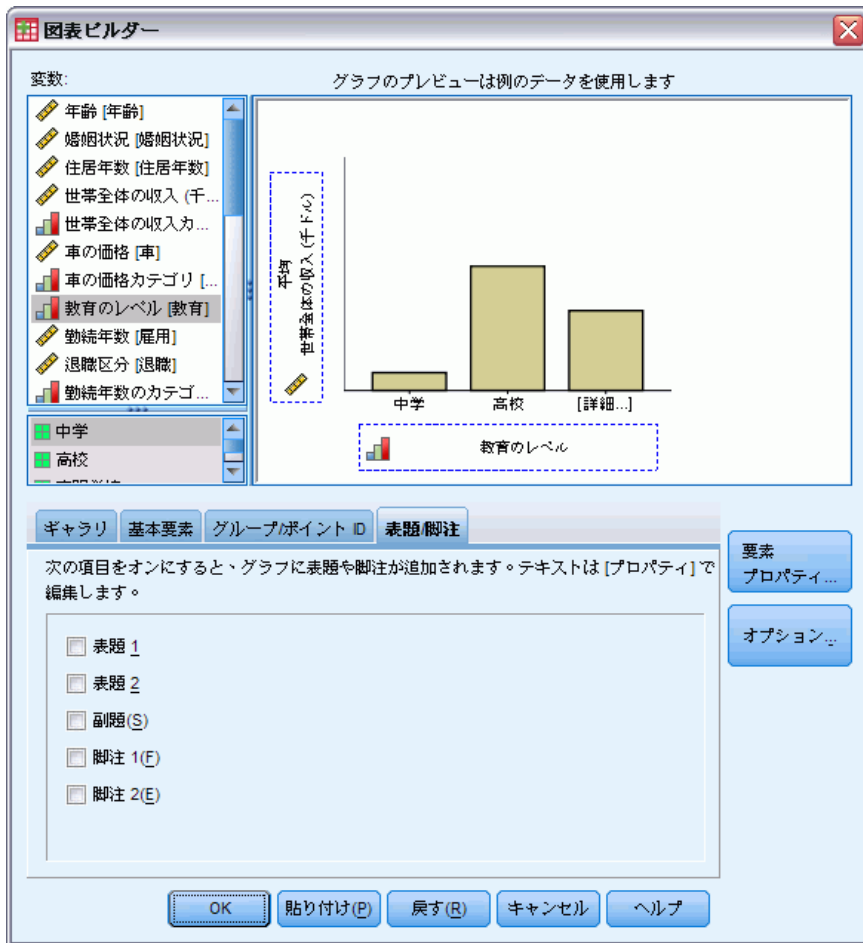 図表ビルダー
変数:
グラフのプレビューは例のデータを使用します
年齢 [年齢]
婚姻状況 [婚姻状況]
住居年数 [住居年数]
世帯全体の収入 (千...
世帯全体の収入カ...
車の価格 [車]
車の価格カテゴリ [...
教育のレベル [教育]
勤続年数 [雇用]
退職区分 [退職]
勤続年数のカテゴ...
中学
高校
平均
世帯全体の収入 (千ドル)
中学 高校 [詳細...]
教育のレベル
ギャラリ 基本要素 グループ/ポイント ID 表題/脚注
次の項目をオンにすると、グラフに表題や脚注が追加されます。テキストは [プロパティ] で
編集します。
表題 1
表題 2
副題(S)
脚注 1(F)
脚注 2(E)
要素
プロパティ...
オプション...
OK 貼り付け(P) 戻す(R) キャンセル ヘルプ